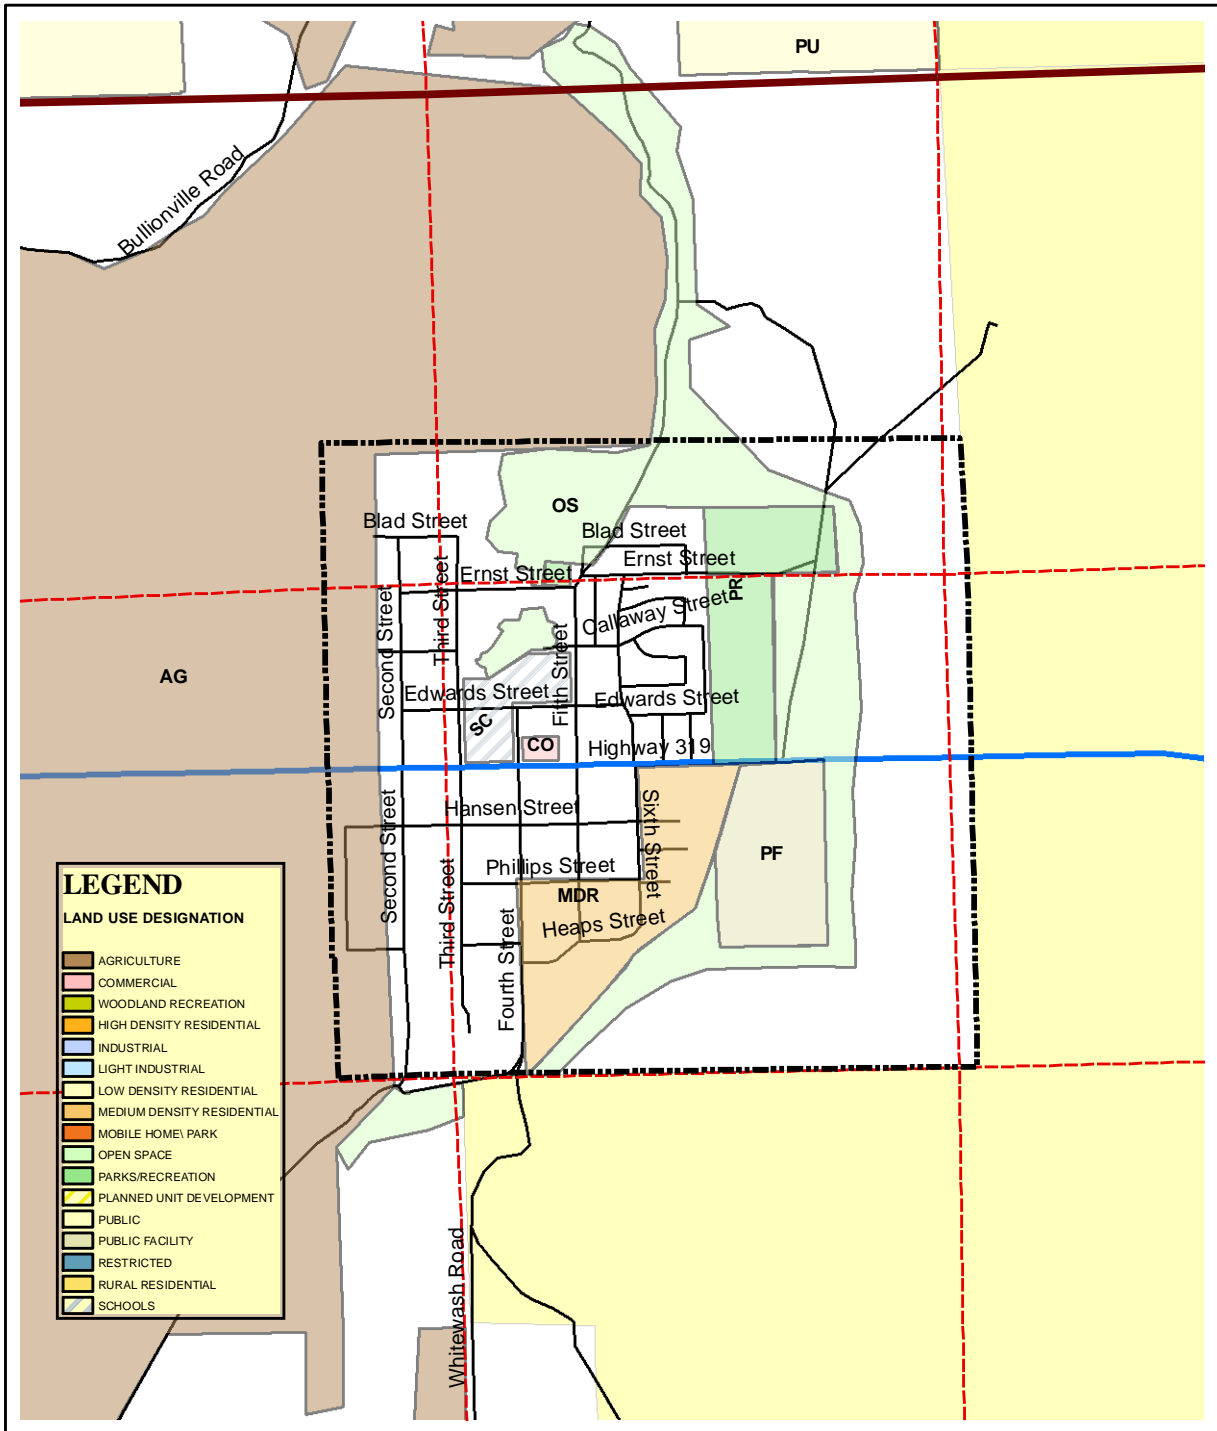 PU
Bullionville Road
OS
Blad Street
Blad Street
Ernst Street
Ernst Street
Third Street
PR
Second Street
Callaway Street
Fifth Street
AG
Edwards Street
Edwards Street
SC
CO
Highway 319
Hansen Street
Sixth Street
Second Street
Phillips Street
PF
MDR
Third Street
Heaps Street
Fourth Street
Whitewash Road
LEGEND
LAND USE DESIGNATION
AGRICULTURE
COMMERCIAL
WOODLAND RECREATION
HIGH DENSITY RESIDENTIAL
INDUSTRIAL
LIGHT INDUSTRIAL
LOW DENSITY RESIDENTIAL
MEDIUM DENSITY RESIDENTIAL
MOBILE HOME\ PARK
OPEN SPACE
PARKS/RECREATION
PLANNED UNIT DEVELOPMENT
PUBLIC
PUBLIC FACILITY
RESTRICTED
RURAL RESIDENTIAL
SCHOOLS